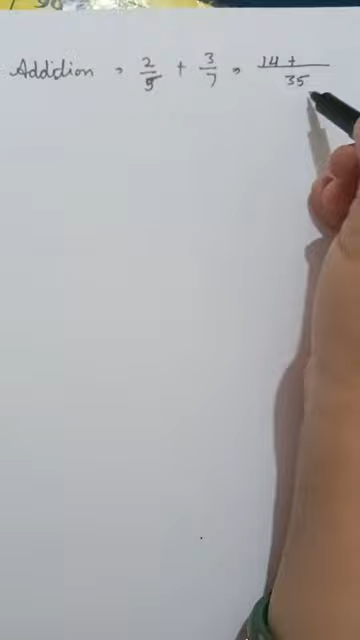 Addition = 2/5 + 3/7 = 14 + / 35